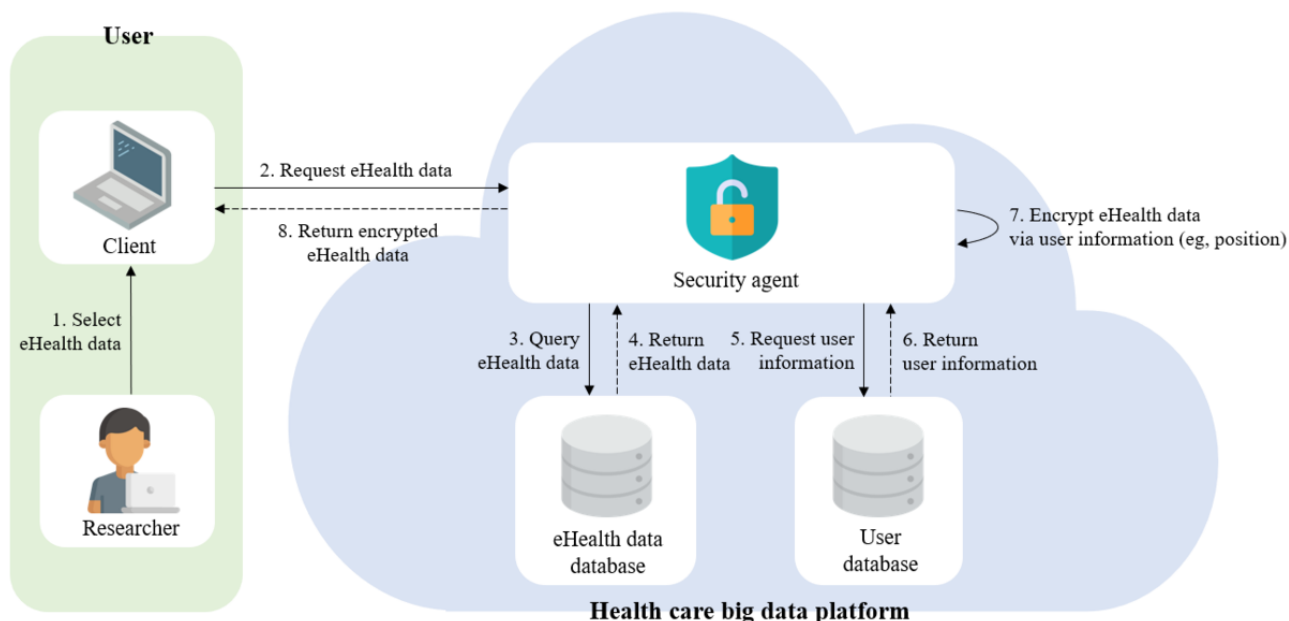 User
Client
1. Select
eHealth data
Researcher
2. Request eHealth data
8. Return encrypted
eHealth data
Security agent
7. Encrypt eHealth data
via user information (eg, position)
3. Query
eHealth data
4. Return
eHealth data
5. Request user
information
6. Return
user information
eHealth data
database
User
database
Health care big data platform